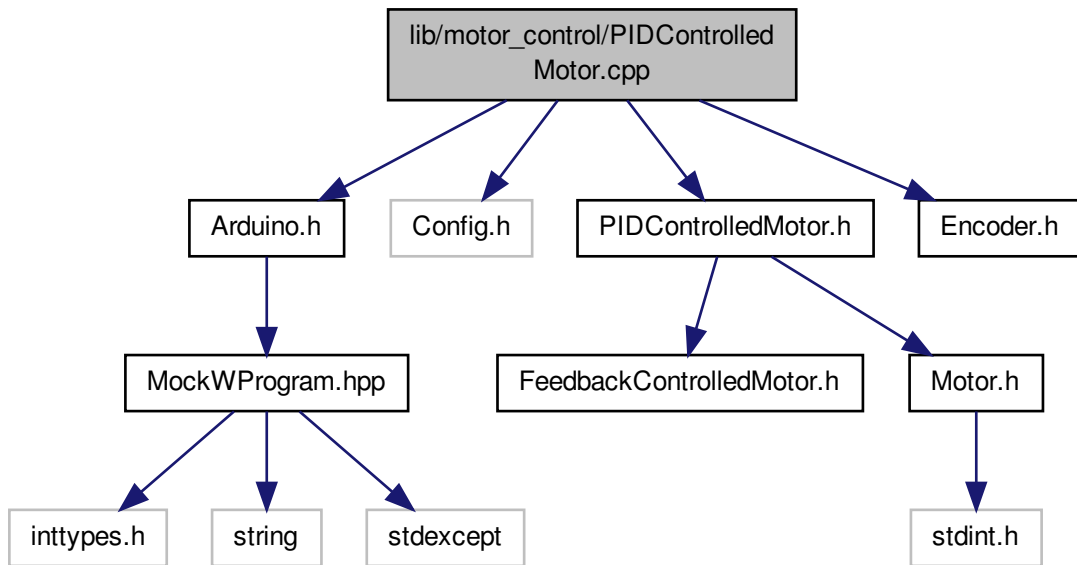 lib/motor_control/PIDControlled
Motor.cpp
Arduino.h
Config.h
PIDControlledMotor.h
Encoder.h
MockWProgram.hpp
FeedbackControlledMotor.h
Motor.h
inttypes.h
string
stdexcept
stdint.h